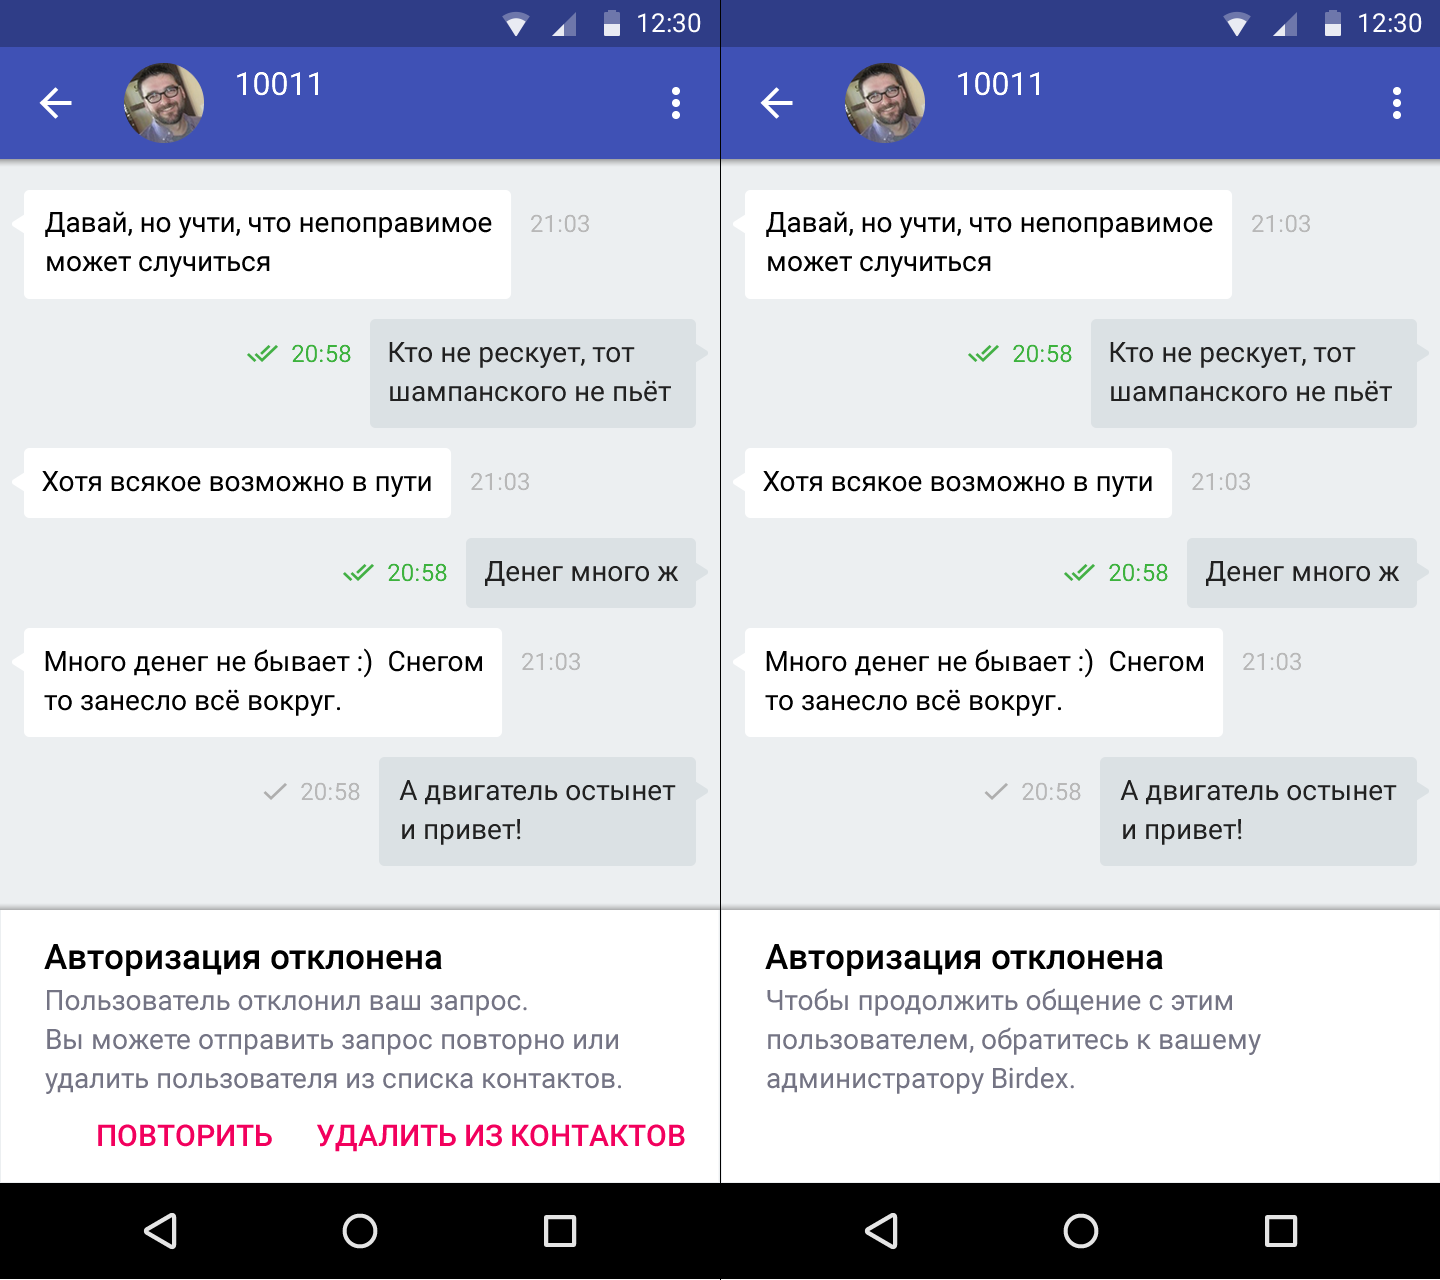 12:30
10011
Давай, но учти, что непоправимое
может случиться
21:03
20:58
Кто не рескует, тот
шампанского не пьёт
Хотя всякое возможно в пути
21:03
20:58
Денег много ж
Много денег не бывает :) Снегом
то занесло всё вокруг.
21:03
20:58
А двигатель остынет
и привет!
Авторизация отклонена
Пользователь отклонил ваш запрос.
Вы можете отправить запрос повторно или
удалить пользователя из списка контактов.
ПОВТОРИТЬ УДАЛИТЬ ИЗ КОНТАКТОВ
12:30
10011
Давай, но учти, что непоправимое
может случиться
21:03
20:58
Кто не рескует, тот
шампанского не пьёт
Хотя всякое возможно в пути
21:03
20:58
Денег много ж
Много денег не бывает :) Снегом
то занесло всё вокруг.
21:03
20:58
А двигатель остынет
и привет!
Авторизация отклонена
Чтобы продолжить общение с этим
пользователем, обратитесь к вашему
администратору Birdex.